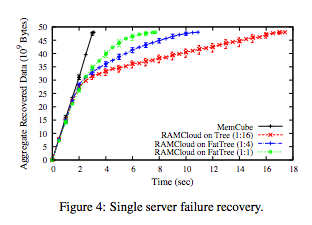 Aggregate Recovered Data (10^9 Bytes)
50
45
40
35
30
25
20
15
10
5
0
MemCube
RAMCloud on Tree (1:16)
RAMCloud on FatTree (1:4)
RAMCloud on FatTree (1:1)
0 2 4 6 8 10 12 14 16 18
Time (sec)
Figure 4: Single server failure recovery.